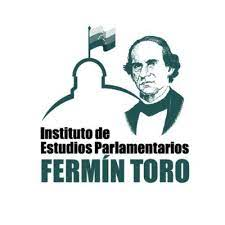 Instituto de
Estudios Parlamentarios
FERMÍN TORO